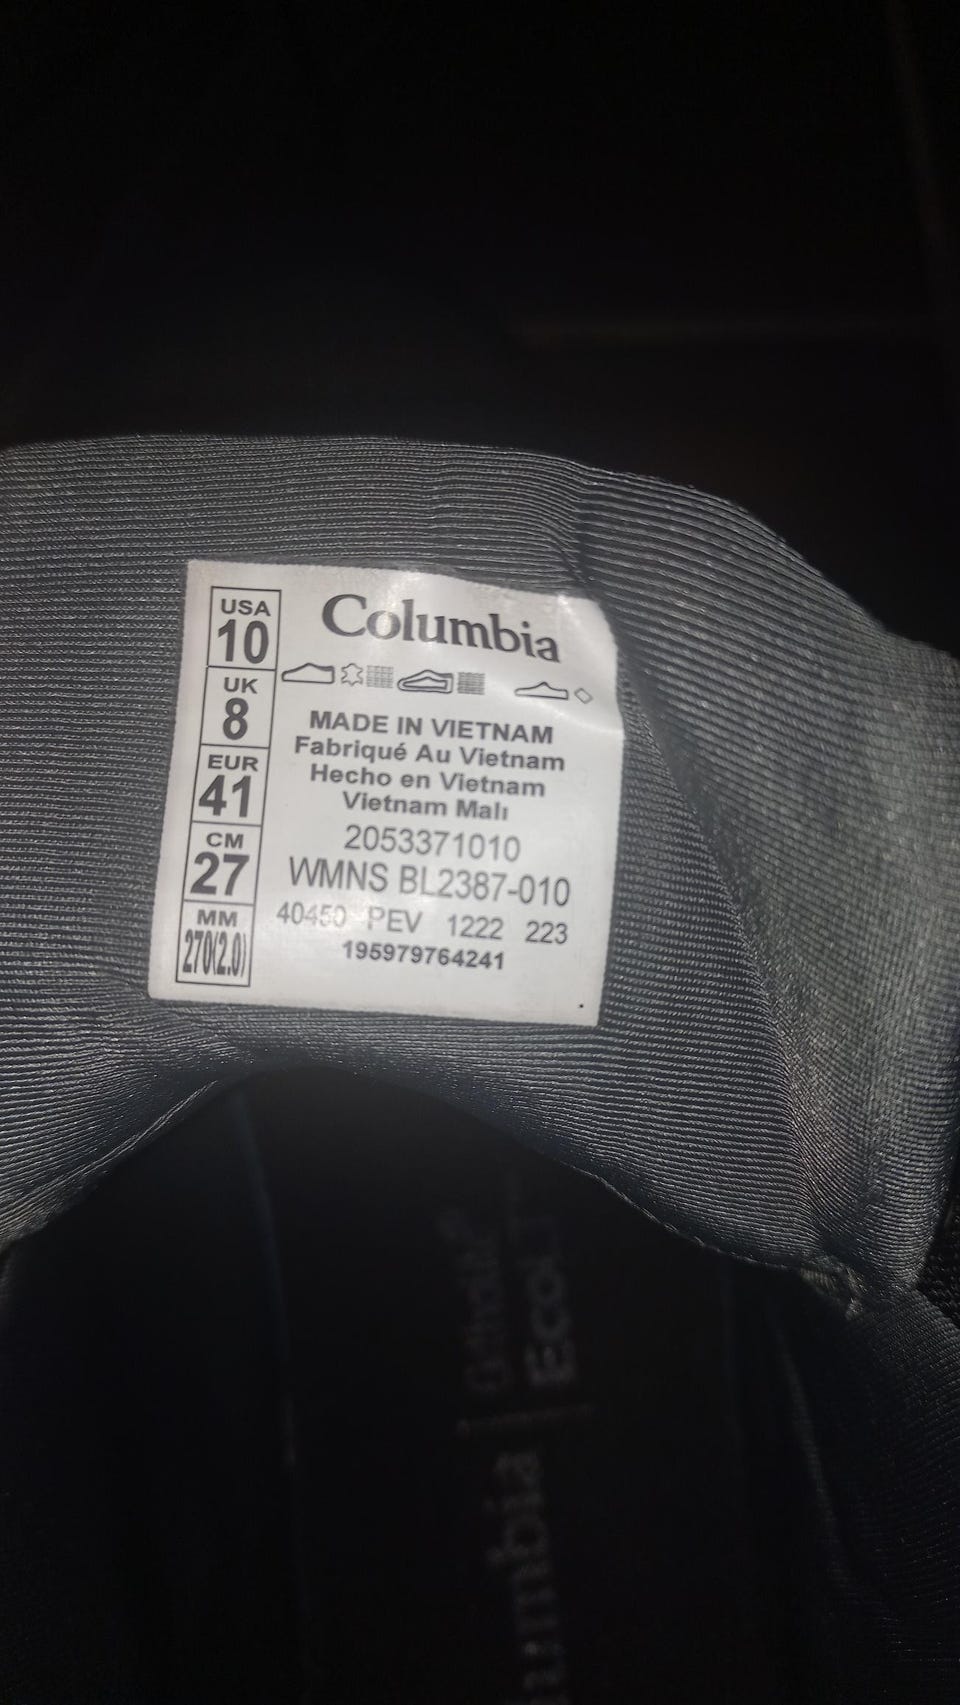 USA
10
UK
8
EUR
41
CM
27
MM
270(2.0)
Columbia
MADE IN VIETNAM
Fabriqué Au Vietnam
Hecho en Vietnam
Vietnam Malı
2053371010
WMNS BL2387-010
40450 PEV 1222 223
195979764241
Ortholite